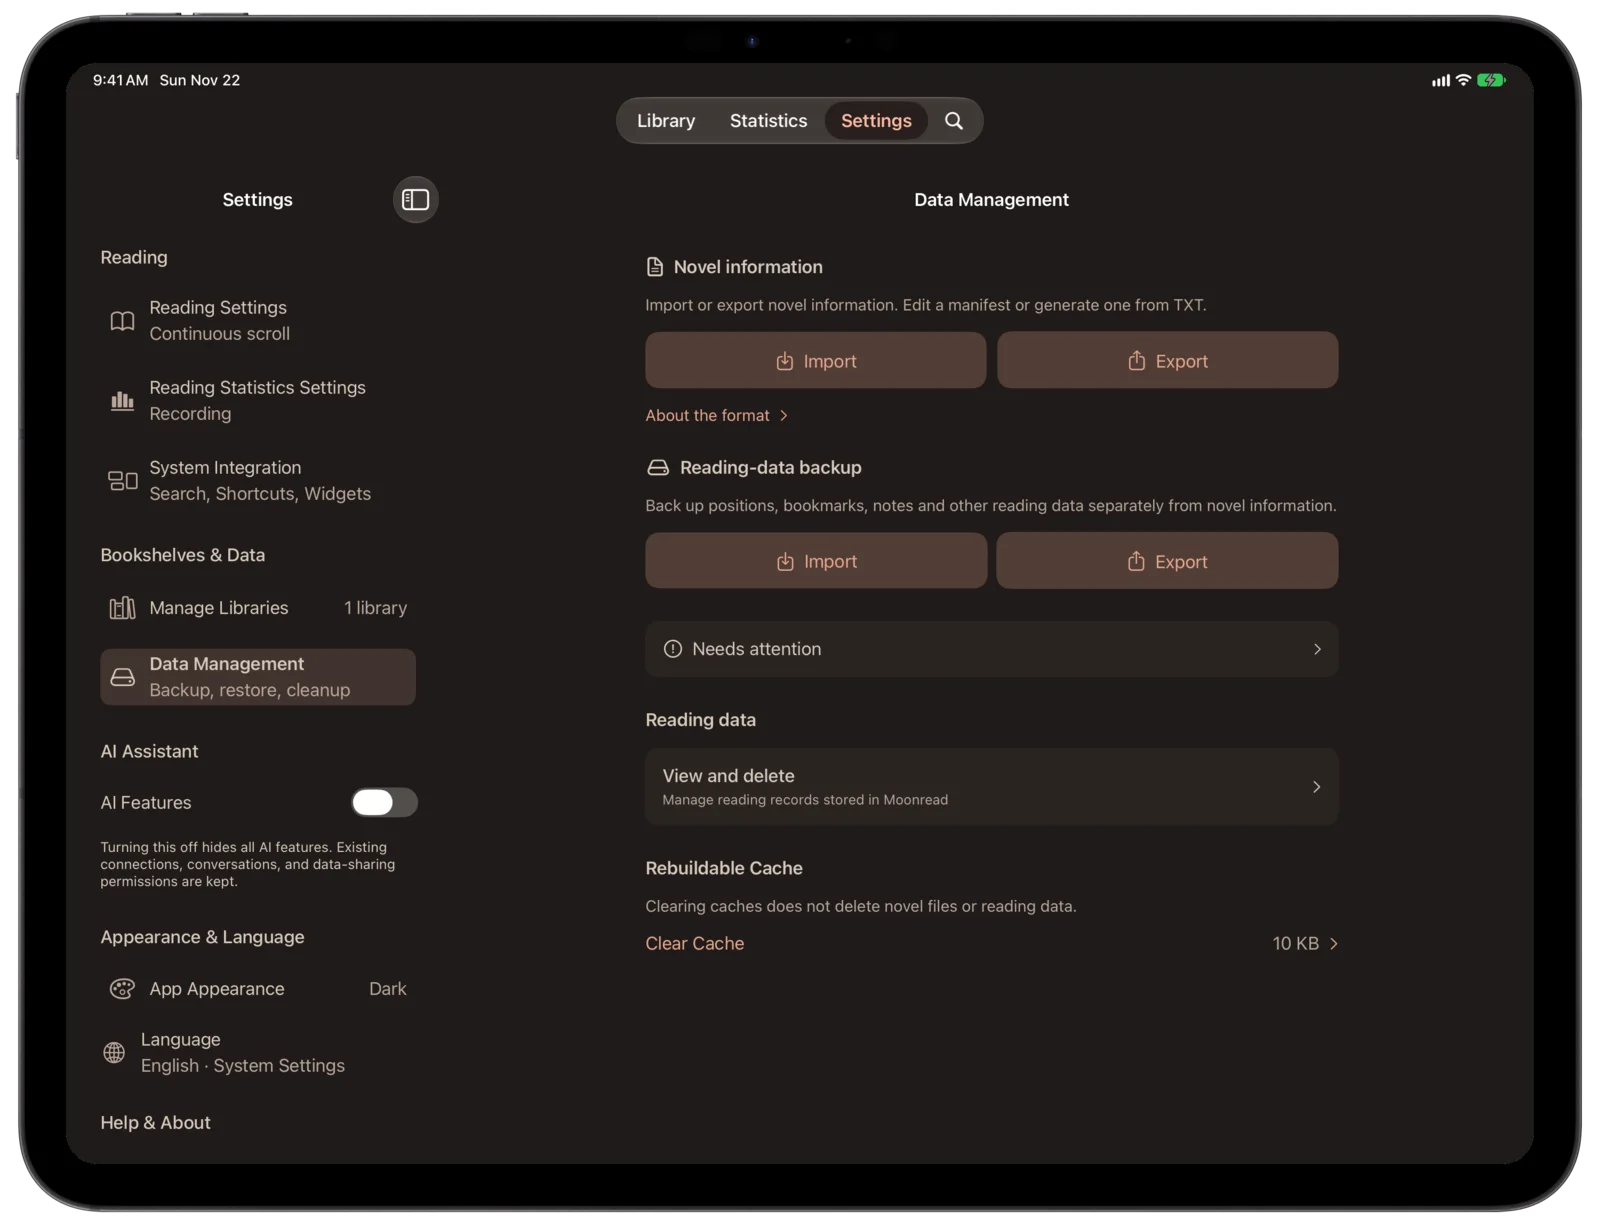 9:41 AM Sun Nov 22
Library Statistics Settings
Settings
Reading
Reading Settings
Continuous scroll
Reading Statistics Settings
Recording
System Integration
Search, Shortcuts, Widgets
Bookshelves & Data
Manage Libraries 1 library
Data Management
Backup, restore, cleanup
AI Assistant
AI Features
Turning this off hides all AI features. Existing
connections, conversations, and data-sharing
permissions are kept.
Appearance & Language
App Appearance Dark
Language
English · System Settings
Help & About
Data Management
Novel information
Import or export novel information. Edit a manifest or generate one from TXT.
Import Export
About the format
Reading-data backup
Back up positions, bookmarks, notes and other reading data separately from novel information.
Import Export
Needs attention
Reading data
View and delete
Manage reading records stored in Moonread
Rebuildable Cache
Clearing caches does not delete novel files or reading data.
Clear Cache 10 KB